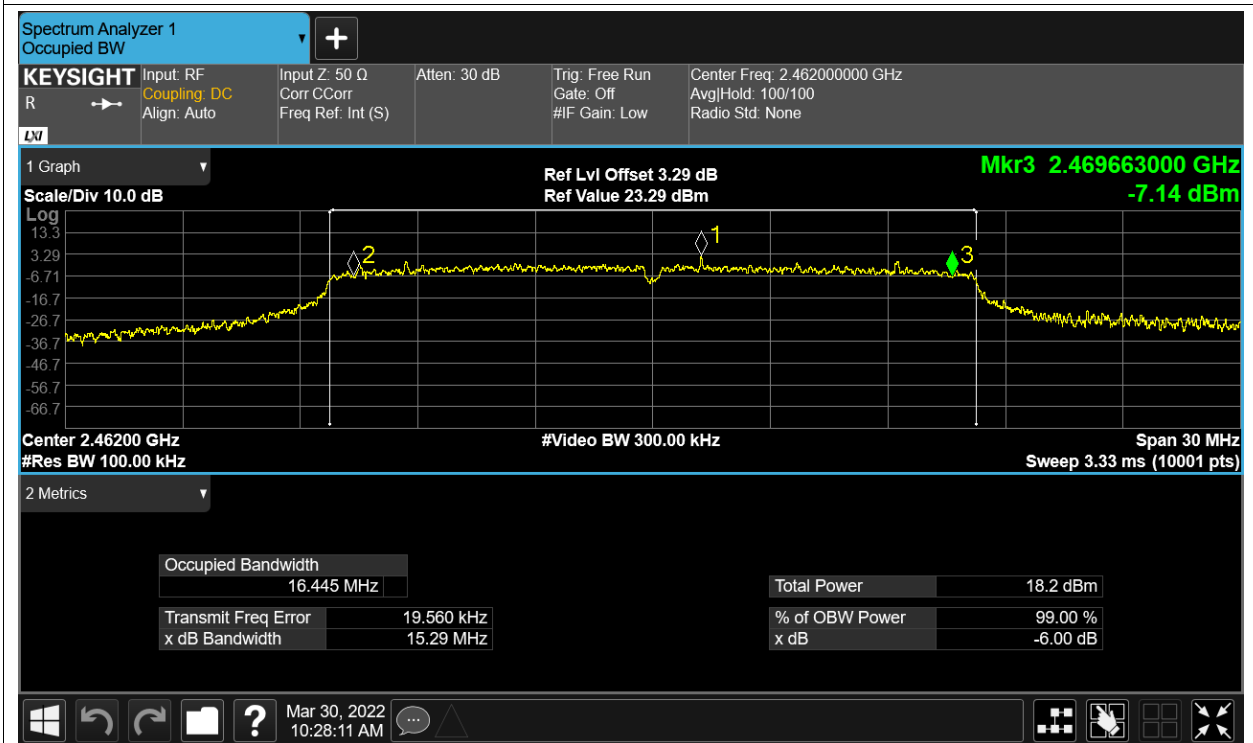 Spectrum Analyzer 1
Occupied BW
KEYSIGHT
R
LXI
Input: RF
Coupling: DC
Align: Auto
Input Z: 50 Ω
Corr CCorr
Freq Ref: Int (S)
Atten: 30 dB
Trig: Free Run
Gate: Off
#IF Gain: Low
Center Freq: 2.462000000 GHz
Avg|Hold: 100/100
Radio Std: None
1 Graph
Scale/Div 10.0 dB
Ref Lvl Offset 3.29 dB
Ref Value 23.29 dBm
Mkr3 2.469663000 GHz
-7.14 dBm
Log
13.3
3.29
-6.71
-16.7
-26.7
-36.7
-46.7
-56.7
-66.7
2
1
3
Center 2.46200 GHz
#Res BW 100.00 kHz
#Video BW 300.00 kHz
Span 30 MHz
Sweep 3.33 ms (10001 pts)
2 Metrics
Occupied Bandwidth
16.445 MHz
Transmit Freq Error 19.560 kHz
x dB Bandwidth 15.29 MHz
Total Power 18.2 dBm
% of OBW Power 99.00 %
x dB -6.00 dB
?
Mar 30, 2022
10:28:11 AM